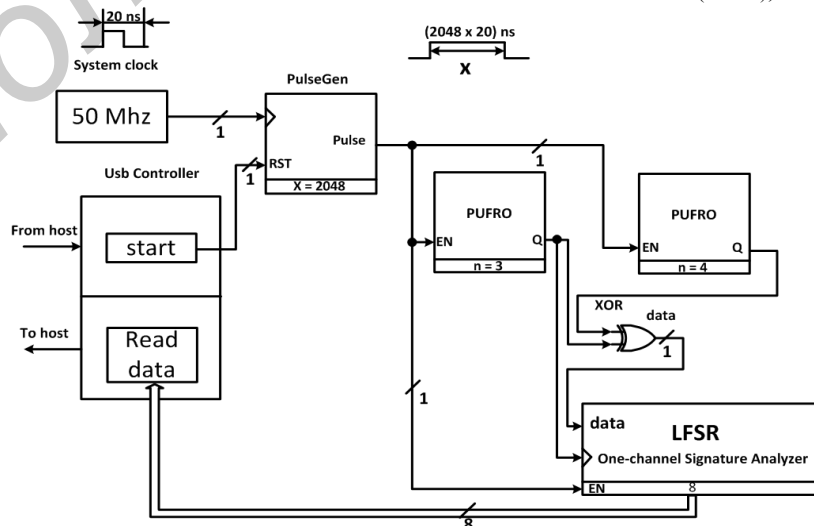 20 ns
System clock
(2048 x 20) ns
X
PulseGen
50 Mhz
1
Pulse
RST
1
X = 2048
1
Usb Controller
From host
start
PUFRO
EN
Q
n = 3
PUFRO
EN
Q
n = 4
XOR
data
1
To host
Read
data
1
data
LFSR
One-channel Signature Analyzer
EN
8
8